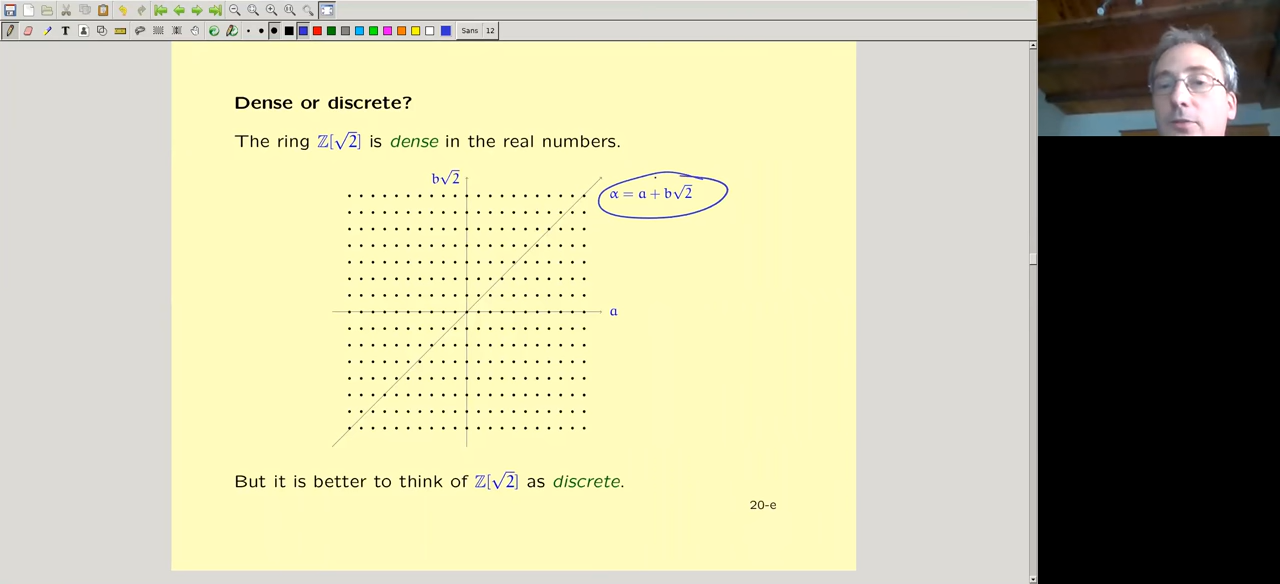 T
Sans 12
Dense or discrete?
The ring ℤ[√2] is dense in the real numbers.
b√2
α = a + b√2
a
But it is better to think of ℤ[√2] as discrete.
20-e